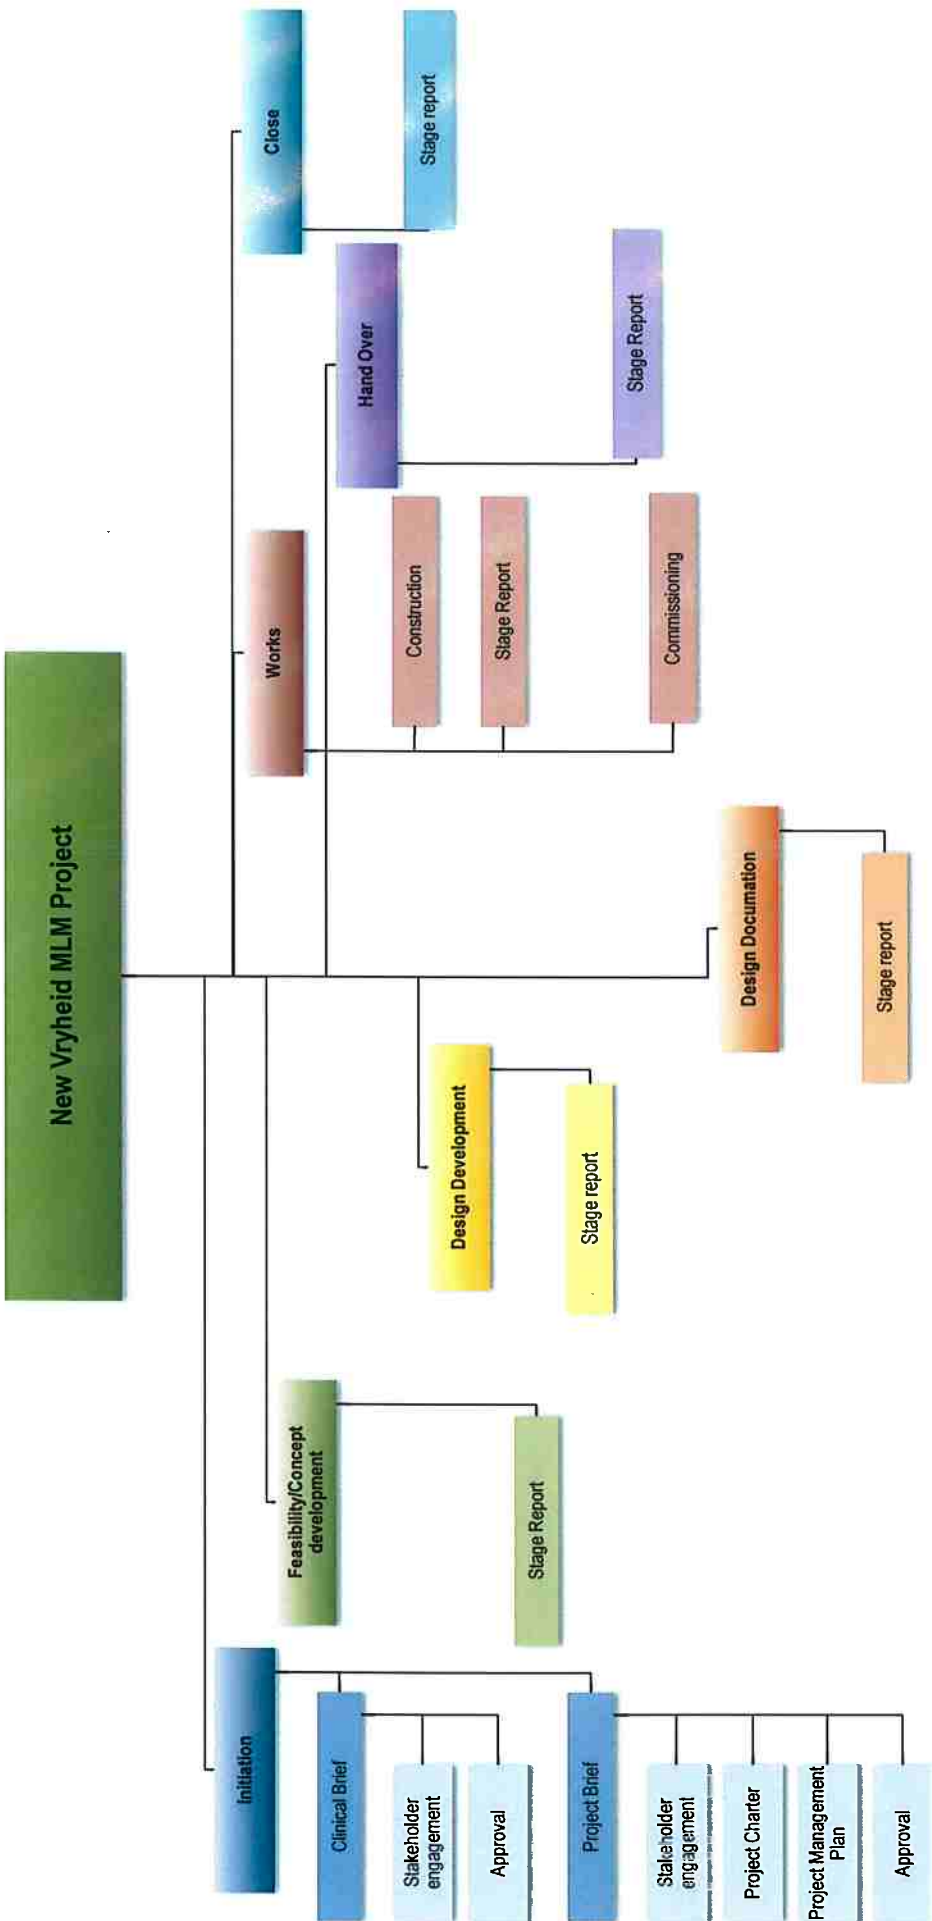 New Vryheid MLM Project
Initiation
Clinical Brief
Stakeholder
engagement
Approval
Project Brief
Stakeholder
engagement
Project Charter
Project Management
Plan
Approval
Feasibility/Concept
development
Stage Report
Design Development
Stage report
Design Documation
Stage report
Works
Construction
Stage Report
Commissioning
Hand Over
Stage Report
Close
Stage report